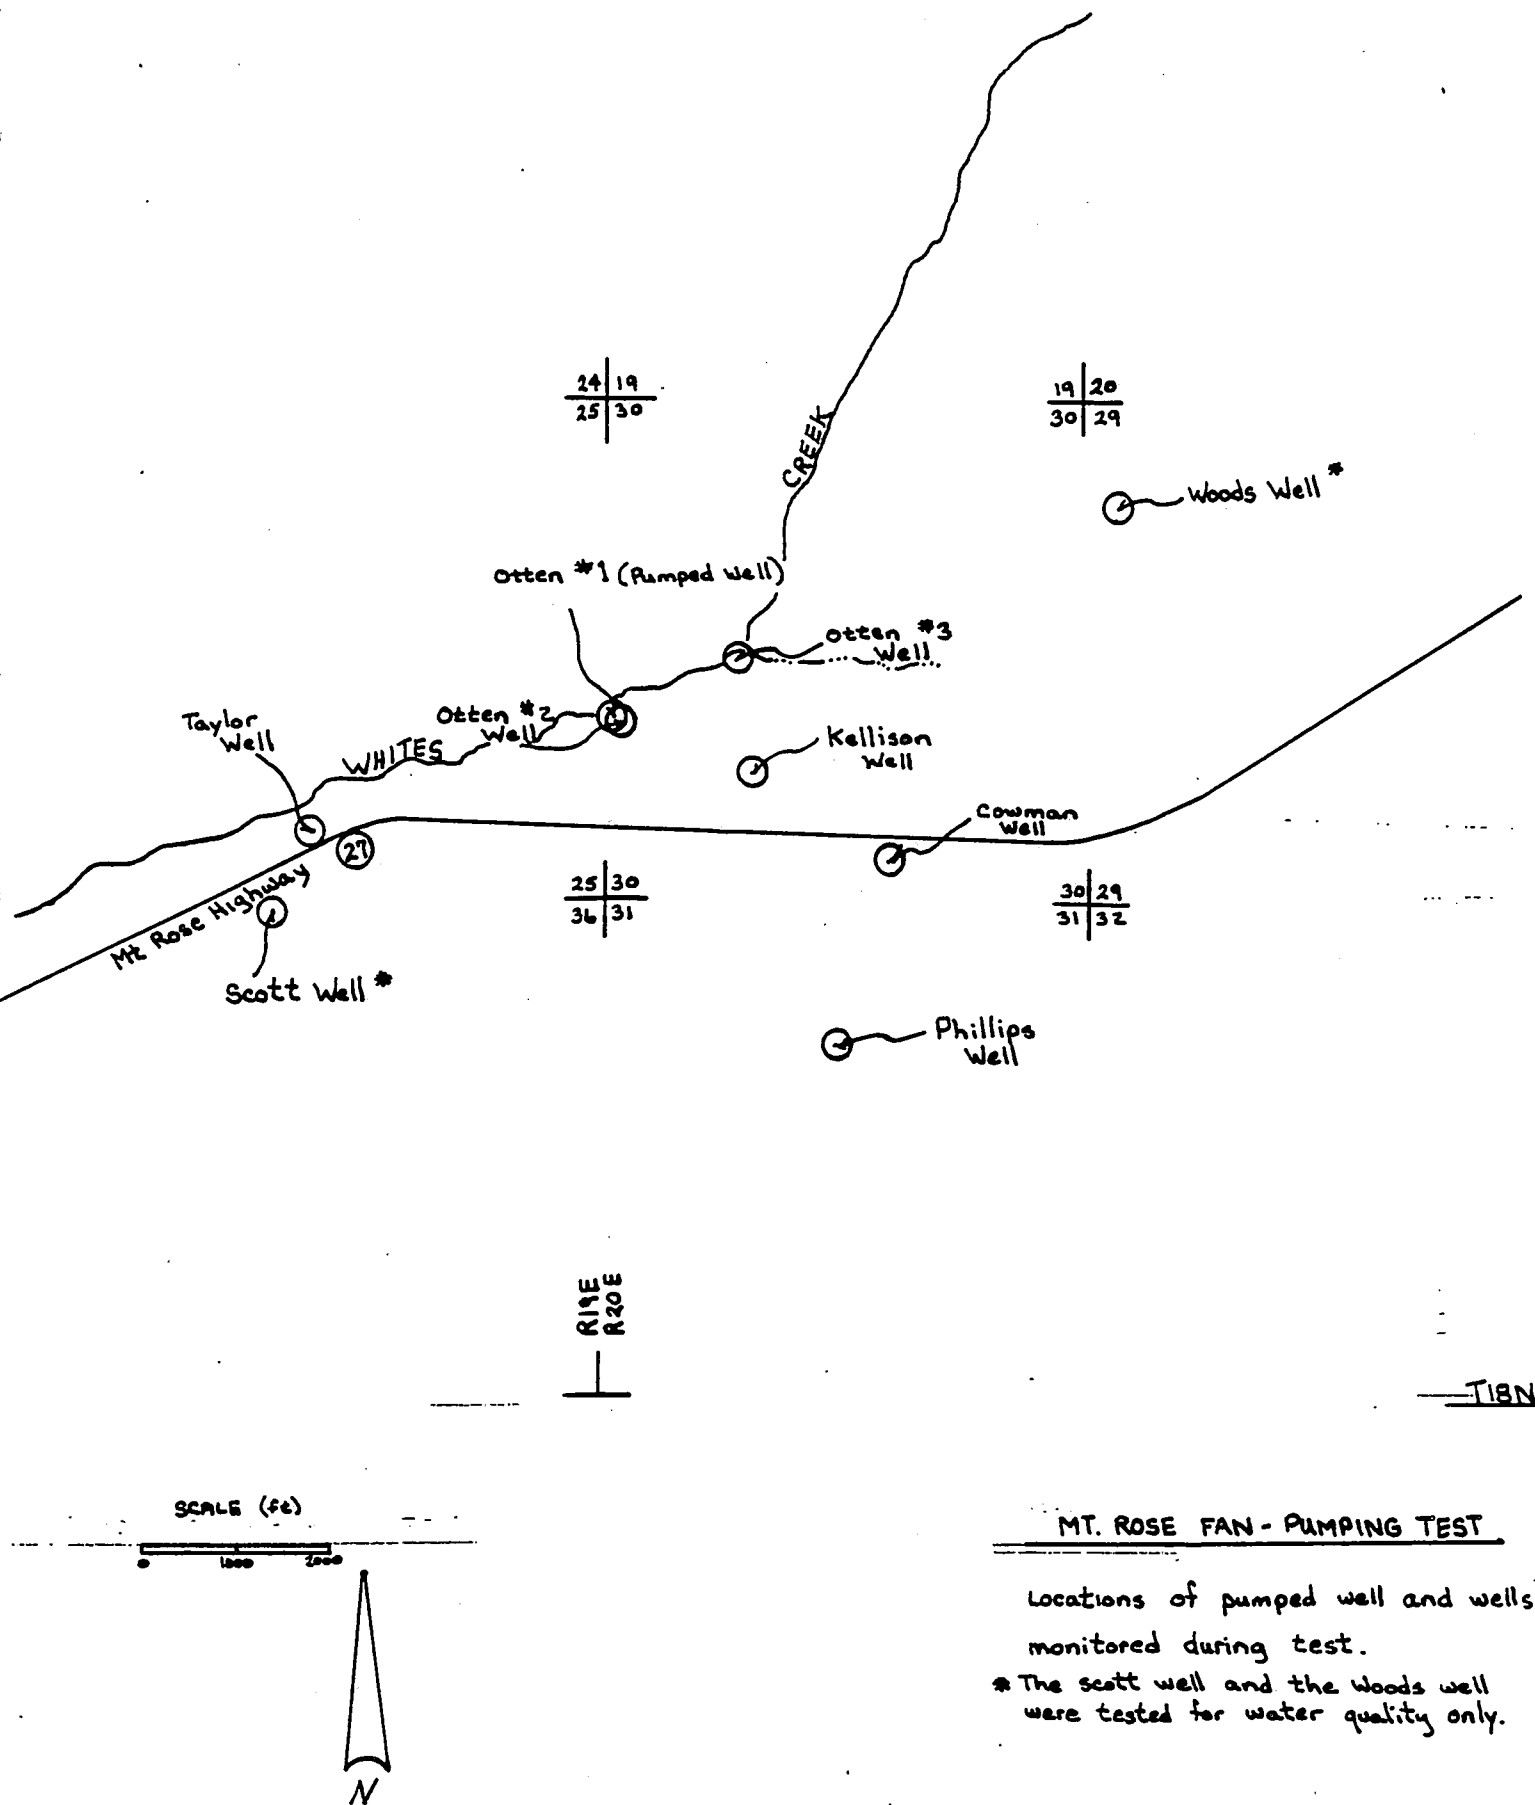 24 19
25 30
19 20
30 29
CREEK
Woods Well *
Otten #1 (Pumped Well)
Otten #3
Well
Otten #2
Well
Taylor
Well
WHITES
Kellison
Well
Cowman
Well
27
Mt Rose Highway
25 30
36 31
30 29
31 32
Scott Well *
Phillips
Well
R19E
R20E
T18N
SCALE (ft)
0 1000 2000
N
MT. ROSE FAN - PUMPING TEST
Locations of pumped well and wells
monitored during test.
* The scott well and the Woods well
were tested for water quality only.